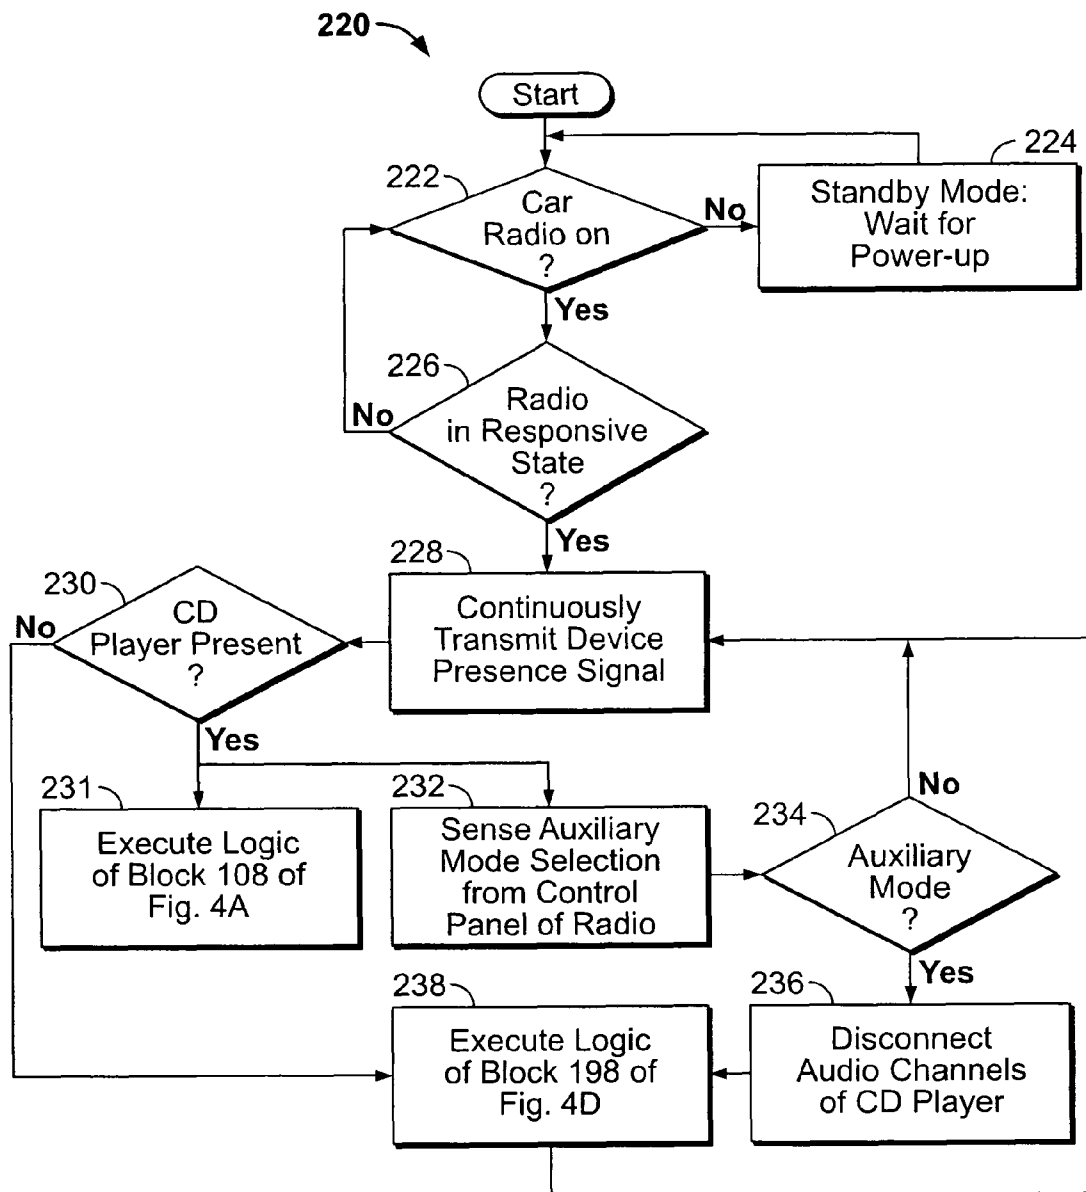 220
Start
224
222
Car
Radio on
?
No
Standby Mode:
Wait for
Power-up
Yes
226
Radio
in Responsive
State
?
No
Yes
228
Continuously
Transmit Device
Presence Signal
230
No
CD
Player Present
?
Yes
231
Execute Logic
of Block 108 of
Fig. 4A
232
Sense Auxiliary
Mode Selection
from Control
Panel of Radio
No
234
Auxiliary
Mode
?
Yes
238
Execute Logic
of Block 198 of
Fig. 4D
236
Disconnect
Audio Channels
of CD Player